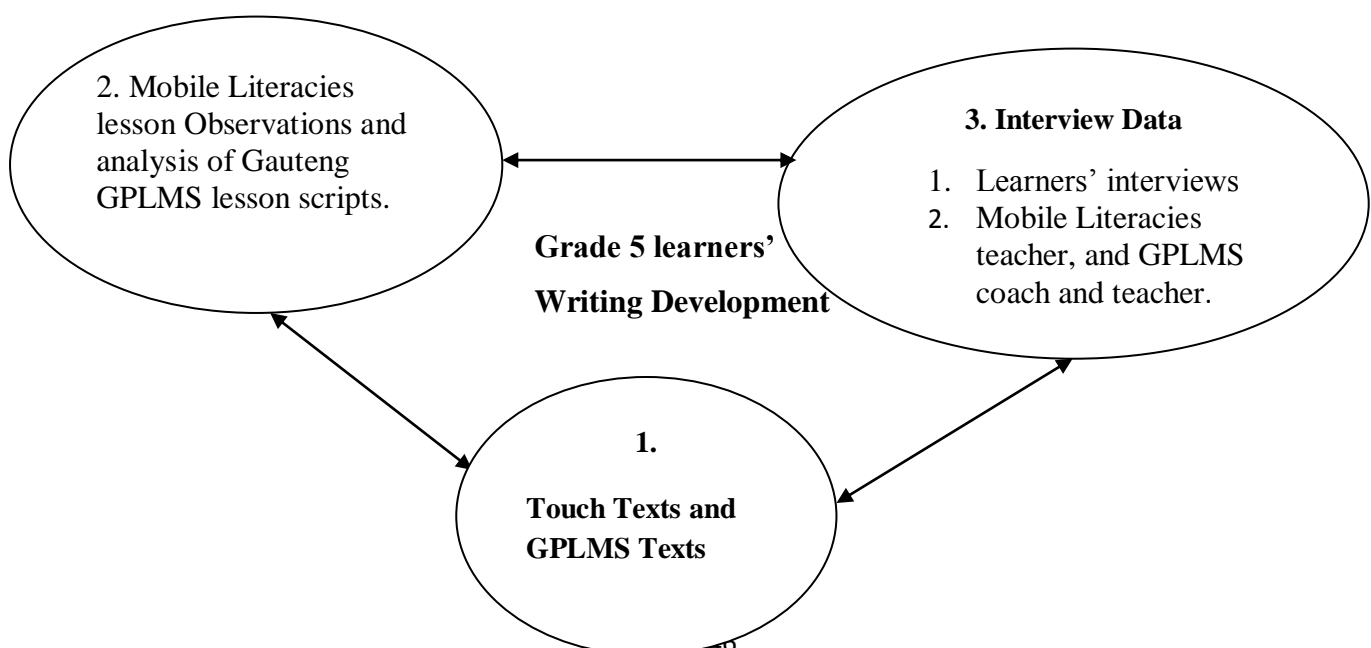 2. Mobile Literacies
lesson Observations and
analysis of Gauteng
GPLMS lesson scripts.
3. Interview Data
1. Learners’ interviews
2. Mobile Literacies
teacher, and GPLMS
coach and teacher.
Grade 5 learners’
Writing Development
1.
Touch Texts and
GPLMS Texts